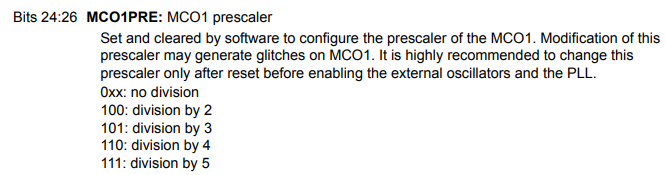 Bits 24:26 MCO1PRE: MCO1 prescaler
Set and cleared by software to configure the prescaler of the MCO1. Modification of this
prescaler may generate glitches on MCO1. It is highly recommended to change this
prescaler only after reset before enabling the external oscillators and the PLL.
0xx: no division
100: division by 2
101: division by 3
110: division by 4
111: division by 5